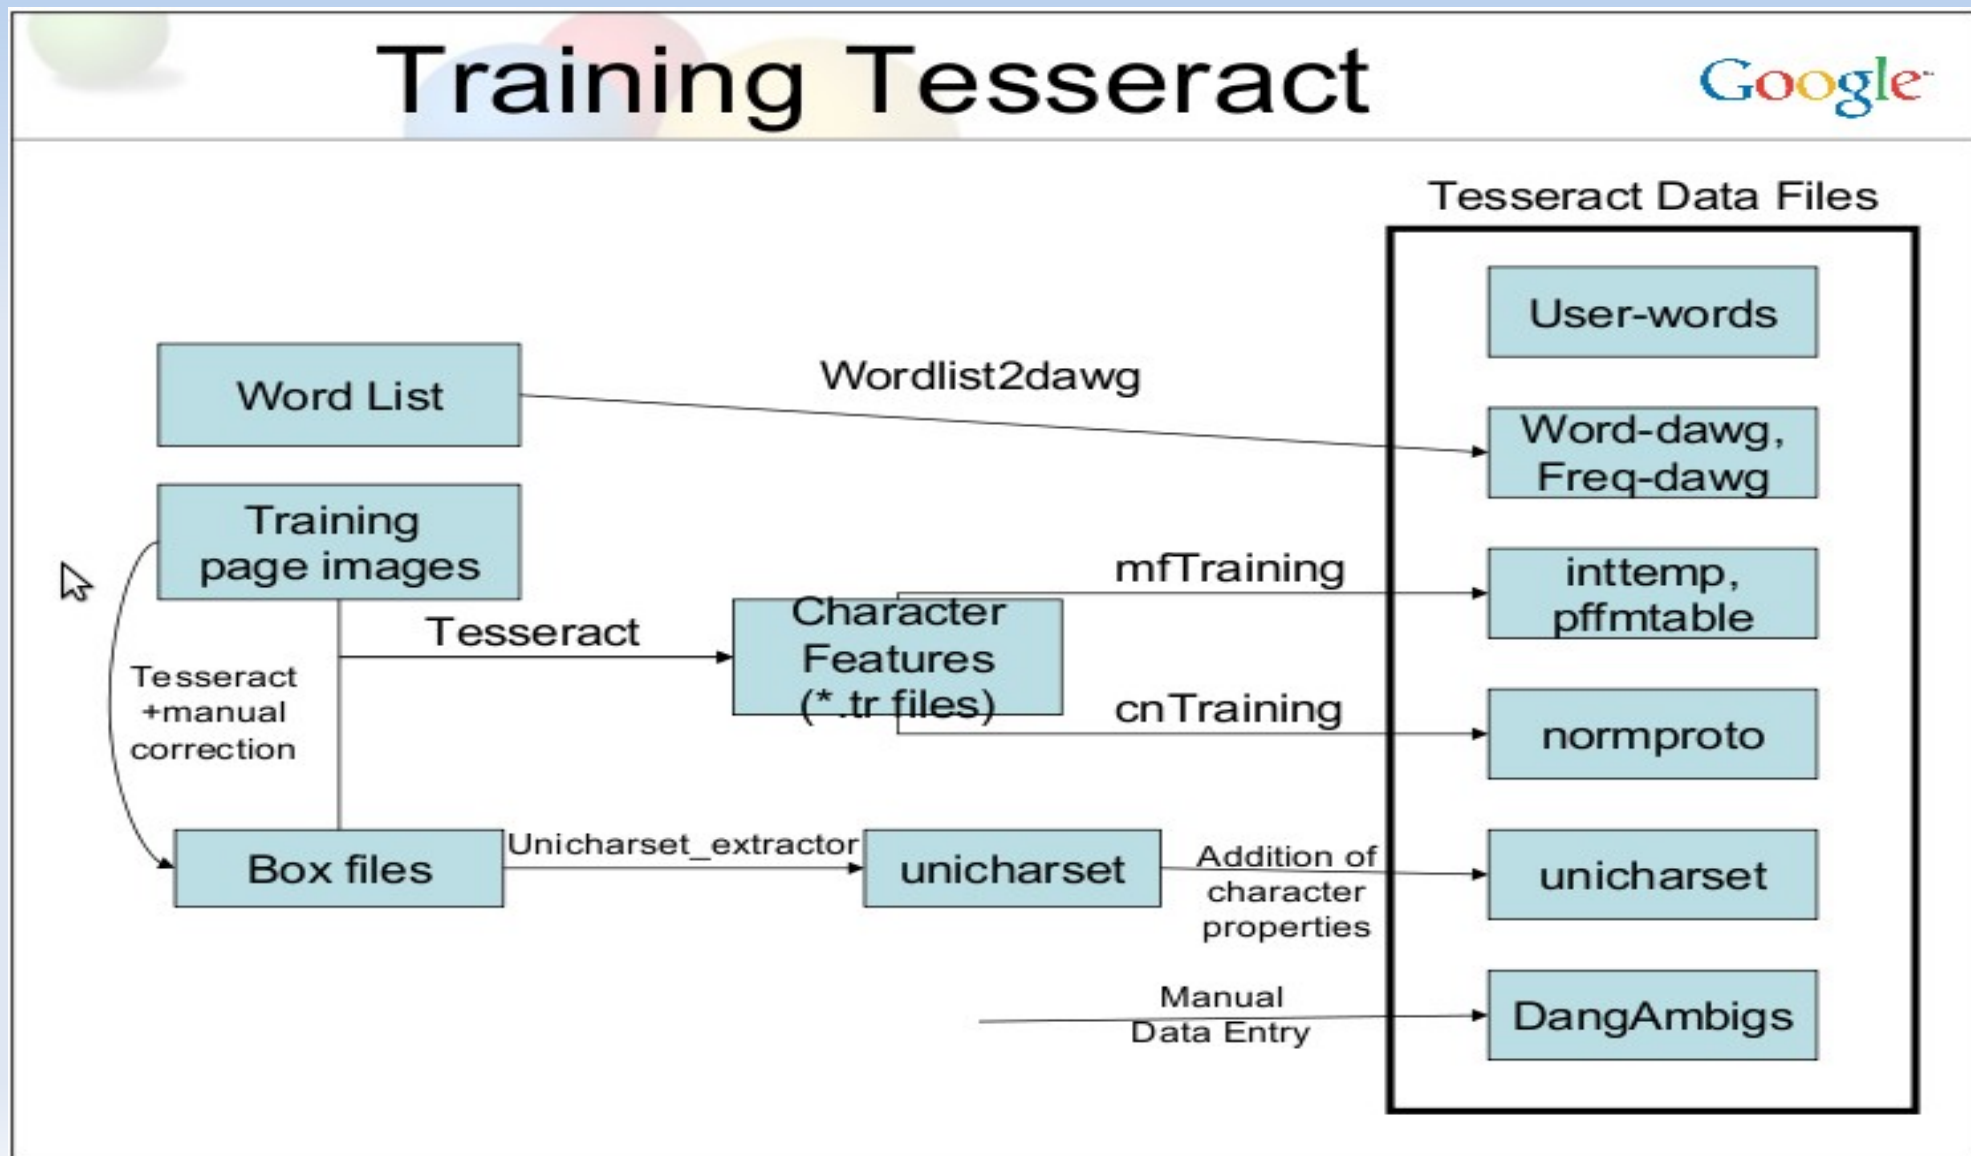 Training Tesseract
Google
Tesseract Data Files
User-words
Word List
Wordlist2dawg
Word-dawg,
Freq-dawg
Training
page images
mfTraining
inttemp,
pffmtable
Tesseract
Character
Features
(*.tr files)
Tesseract
+manual
correction
cnTraining
normproto
Box files
Unicharset_extractor
unicharset
Addition of
character
properties
unicharset
Manual
Data Entry
DangAmbigs